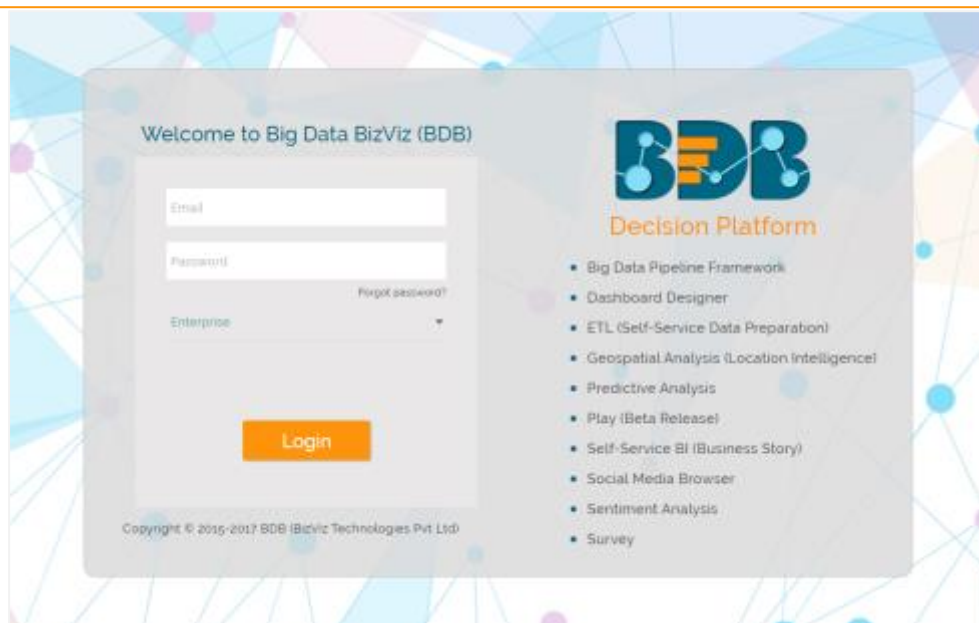 Welcome to Big Data BizViz (BDB)
Email
Password
Forgot password?
Enterprise
Login
Copyright © 2015-2017 BDB (BizViz Technologies Pvt Ltd)
BDB
Decision Platform
Big Data Pipeline Framework
Dashboard Designer
ETL (Self-Service Data Preparation)
Geospatial Analysis (Location Intelligence)
Predictive Analysis
Play (Beta Release)
Self-Service BI (Business Story)
Social Media Browser
Sentiment Analysis
Survey